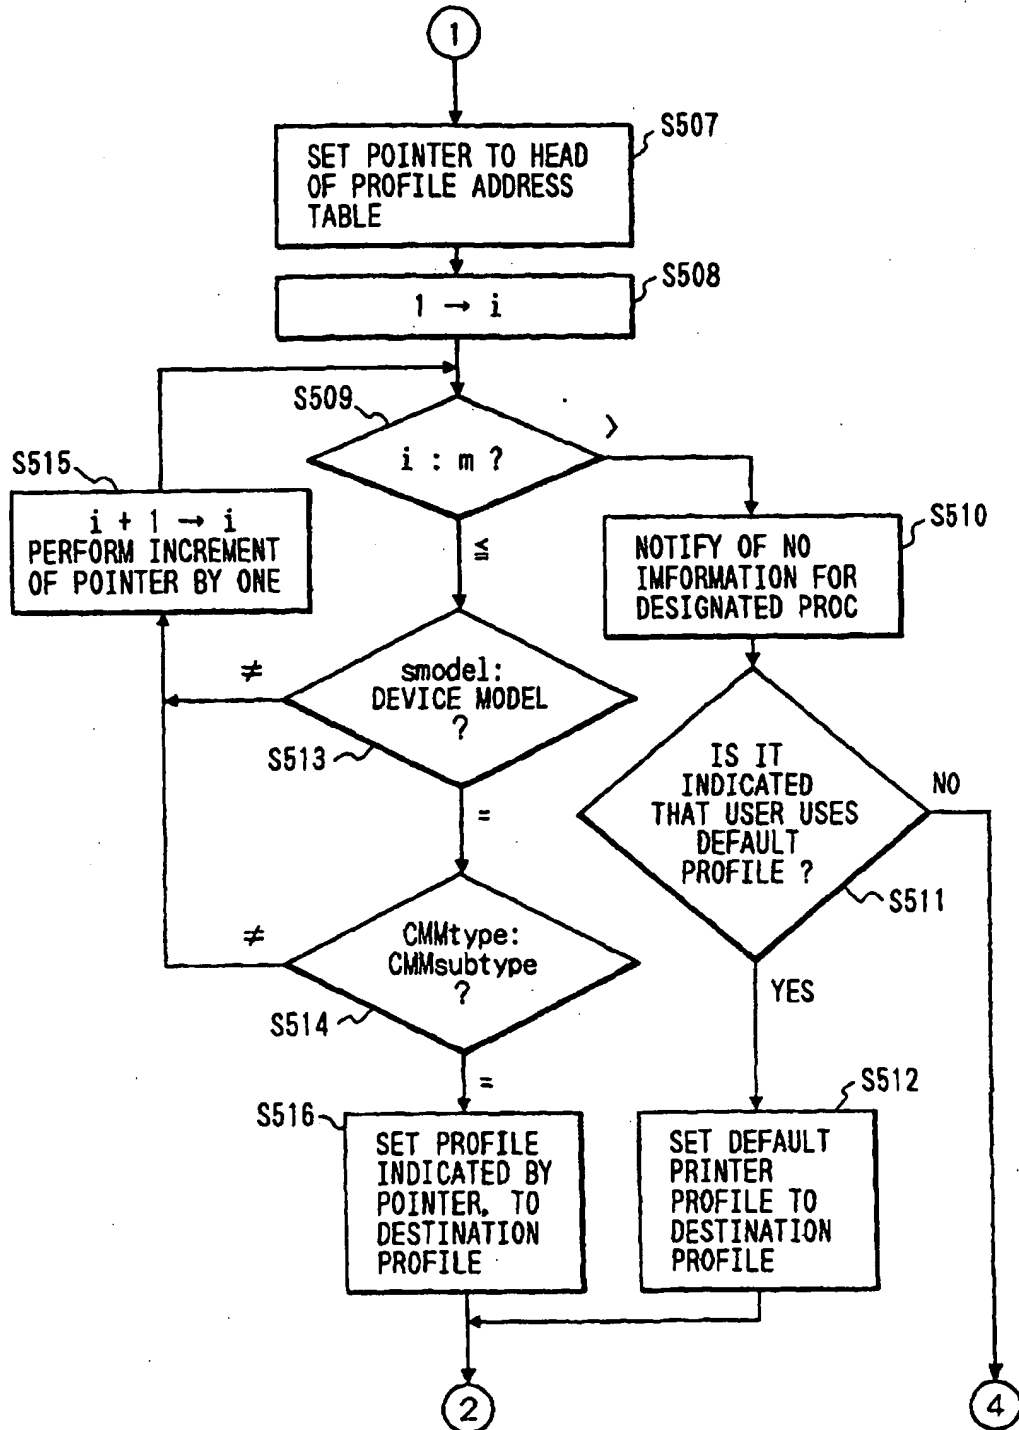 1
S507
SET POINTER TO HEAD
OF PROFILE ADDRESS
TABLE
S508
1 → i
S509
i : m ?
>
≦
S515
i + 1 → i
PERFORM INCREMENT
OF POINTER BY ONE
S510
NOTIFY OF NO
IMFORMATION FOR
DESIGNATED PROC
≠
smodel:
DEVICE MODEL
?
S513
=
IS IT
INDICATED
THAT USER USES
DEFAULT
PROFILE ?
NO
S511
YES
≠
CMMtype:
CMMsubtype
?
S514
=
S516
SET PROFILE
INDICATED BY
POINTER, TO
DESTINATION
PROFILE
S512
SET DEFAULT
PRINTER
PROFILE TO
DESTINATION
PROFILE
2
4